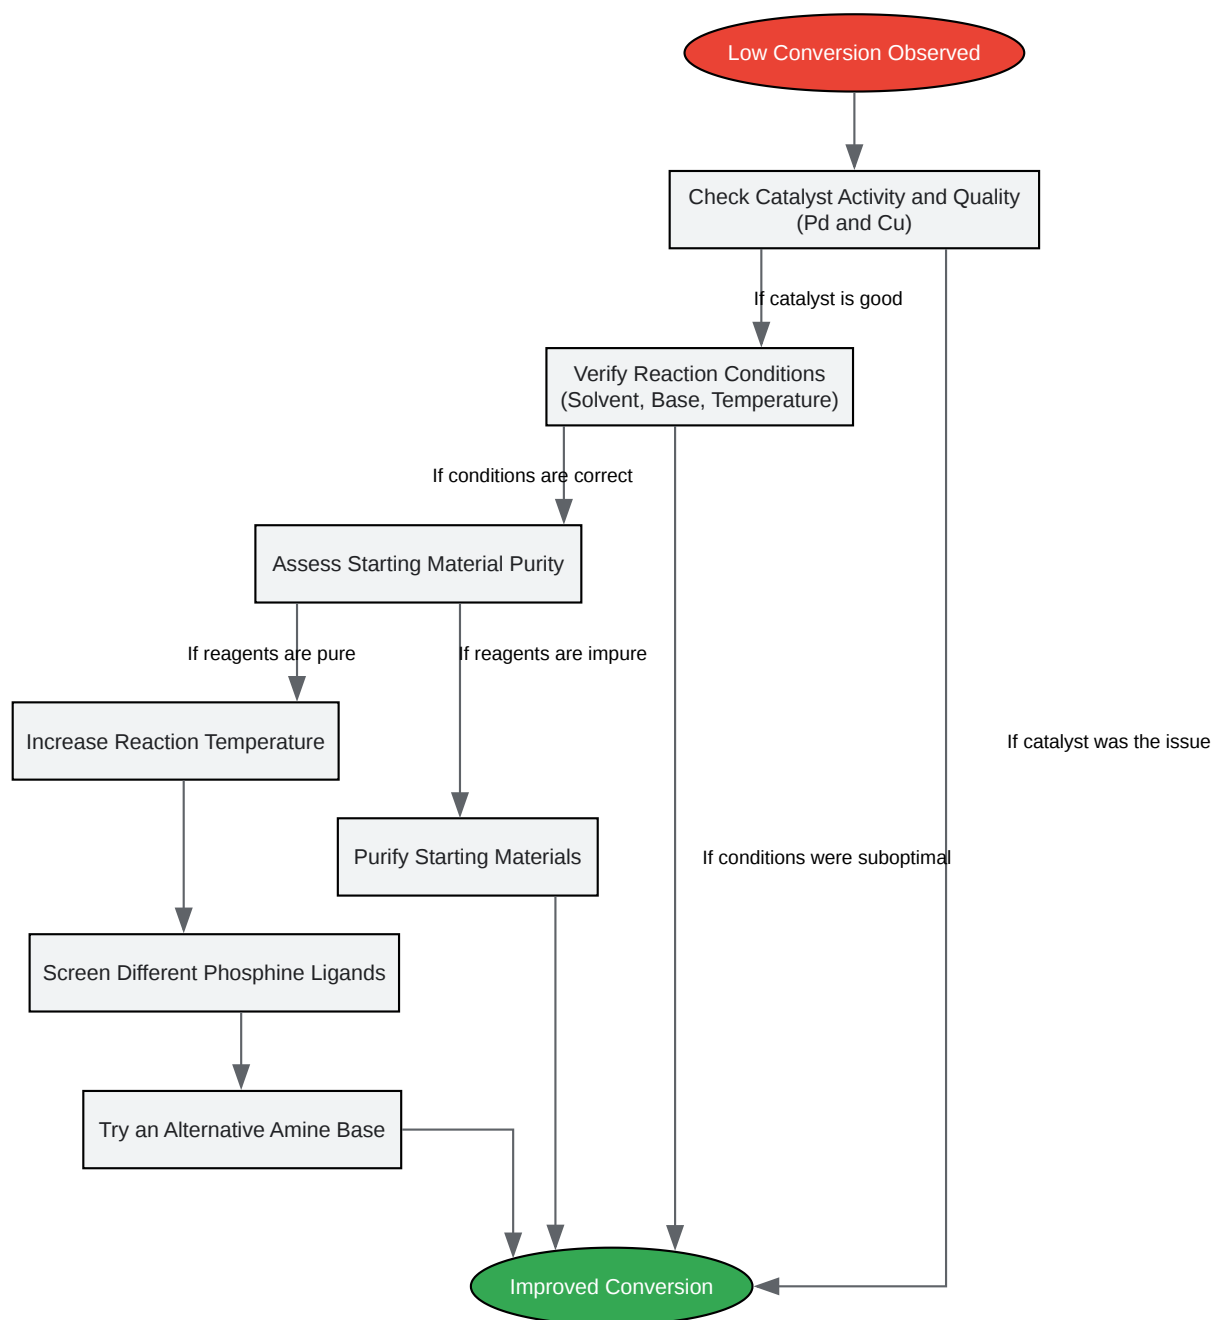 Low Conversion Observed
Check Catalyst Activity and Quality
(Pd and Cu)
If catalyst is good
Verify Reaction Conditions
(Solvent, Base, Temperature)
If conditions are correct
Assess Starting Material Purity
If reagents are pure
If reagents are impure
Increase Reaction Temperature
If catalyst was the issue
Purify Starting Materials
If conditions were suboptimal
Screen Different Phosphine Ligands
Try an Alternative Amine Base
Improved Conversion